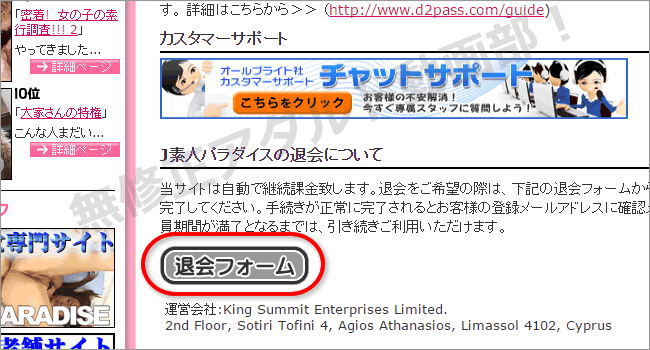 「密着! 女の子の素
行調査!!! 2」
やってきました…
詳細ページ
10位
「大家さんの特権」
こんな人まだい…
詳細ページ
専門サイト
PARADISE
老舗サイト
す。 詳細はこちらから>> (http://www.d2pass.com/guide)
カスタマーサポート
オールブライト社
カスタマーサポート
チャットサポート
こちらをクリック
お客様の不安解消!
今すぐ専属スタッフに質問しよう!
J素人パラダイスの退会について
当サイトは自動で継続課金致します。退会をご希望の際は、下記の退会フォームから
完了してください。手続きが正常に完了されるとお客様の登録メールアドレスに確認
員期間が満了となるまでは、引き続きご利用いただけます。
退会フォーム
運営会社:King Summit Enterprises Limited.
2nd Floor, Sotiri Tofini 4, Agios Athanasios, Limassol 4102, Cyprus
無修正アダルト動画部!